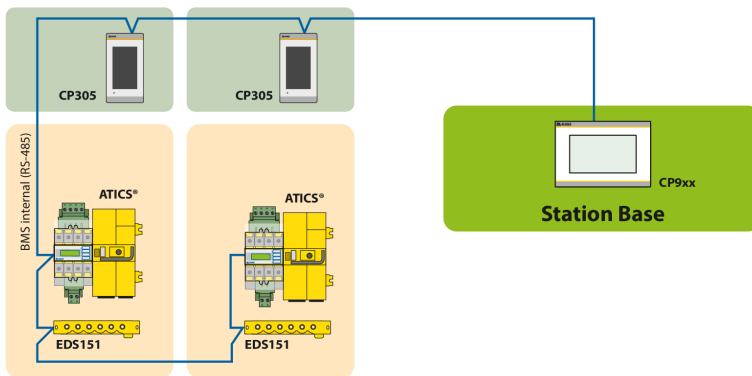 CP305
CP305
BMS internal (RS-485)
ATICS®
ATICS®
CP9xx
Station Base
EDS151
EDS151